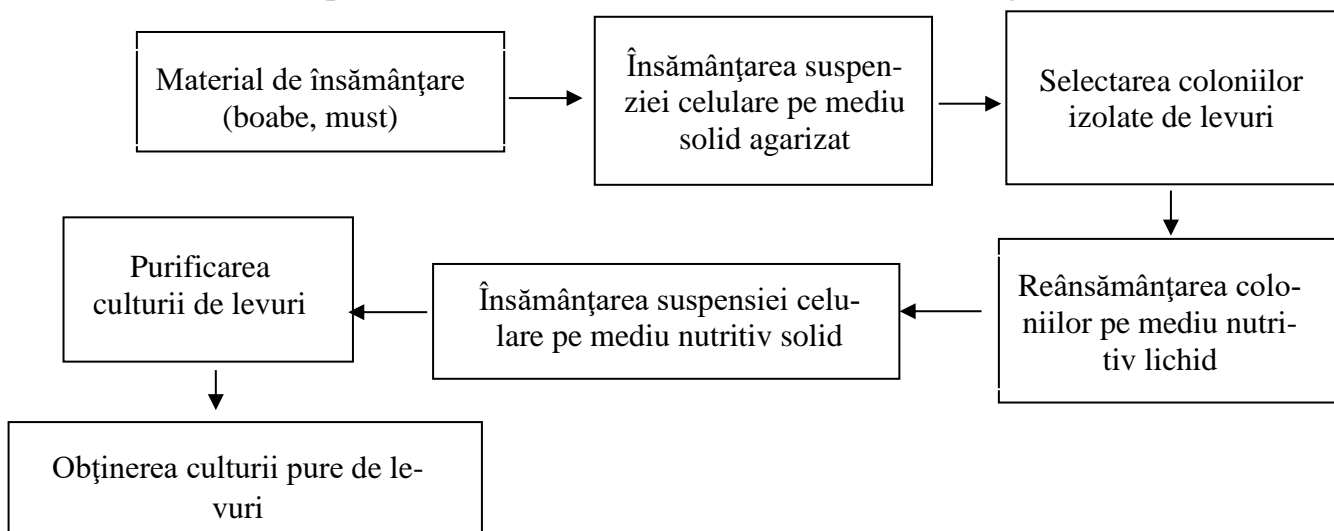 Material de însămânţare
(boabe, must)
Însămânţarea suspen-
ziei celulare pe mediu
solid agarizat
Selectarea coloniilor
izolate de levuri
Reânsămânţarea colo-
niilor pe mediu nutri-
tiv lichid
Însămânţarea suspensiei celu-
lare pe mediu nutritiv solid
Purificarea
culturii de levuri
Obţinerea culturii pure de le-
vuri